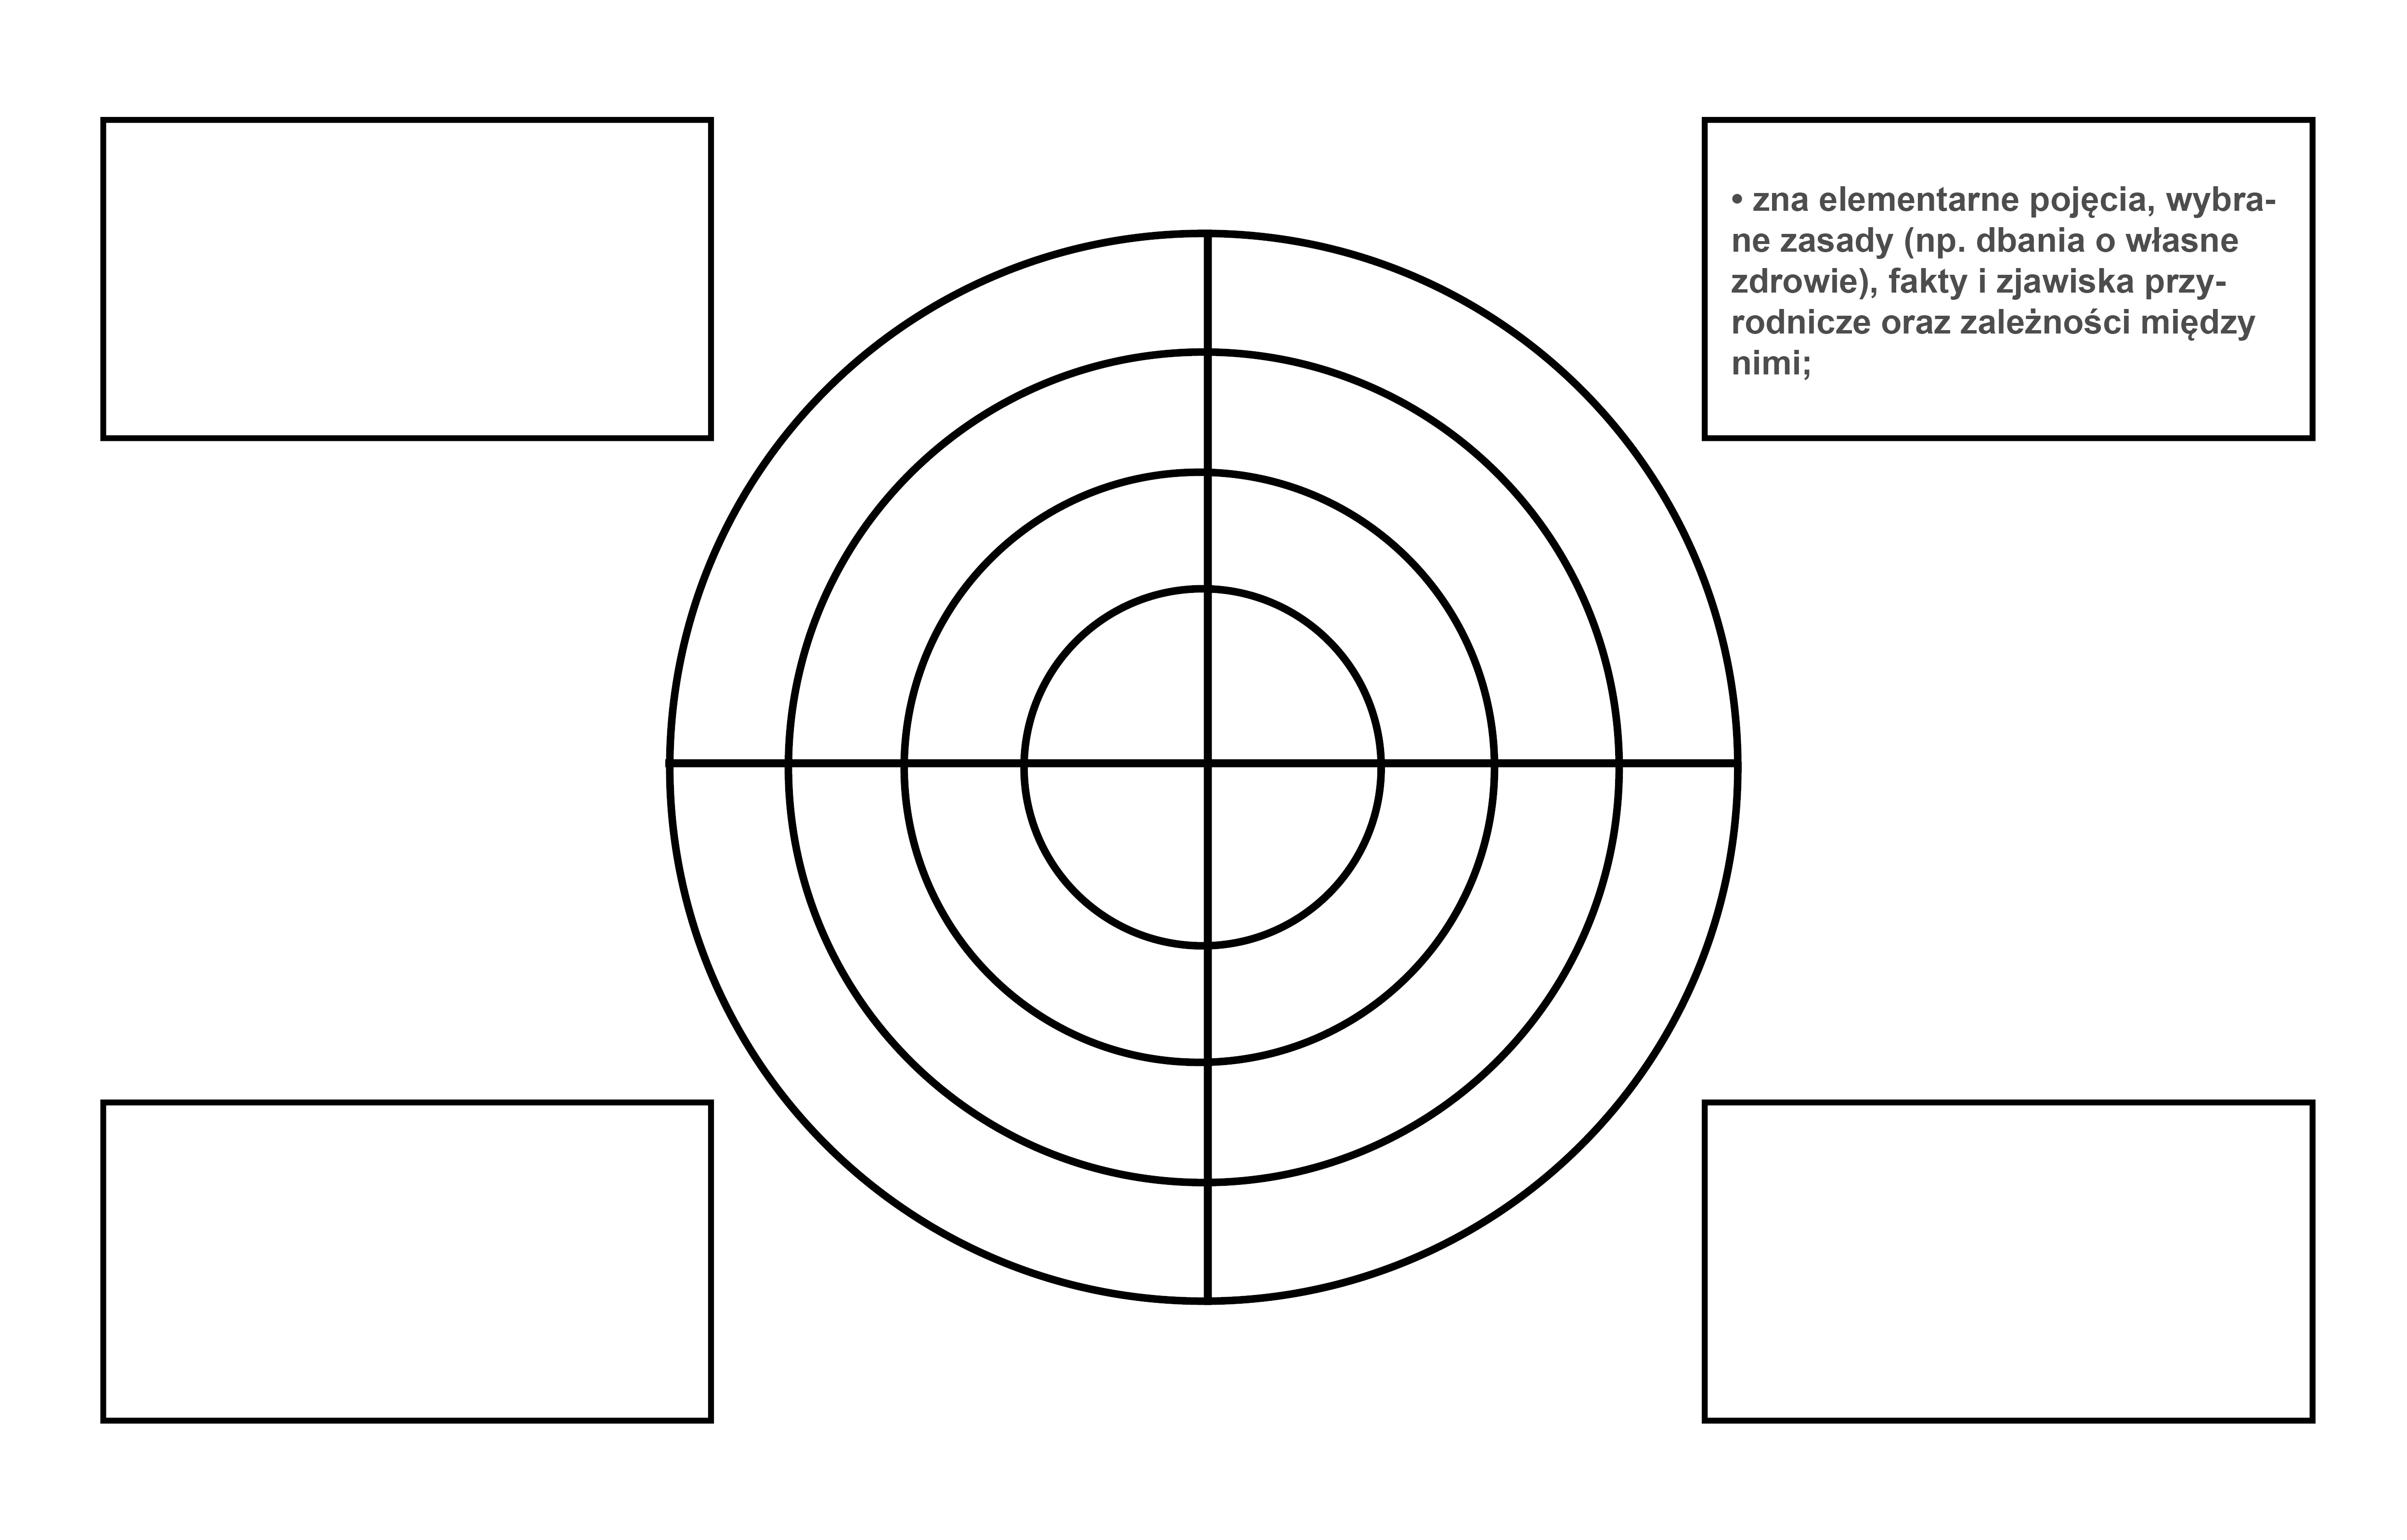 • zna elementarne pojęcia, wybra-
ne zasady (np. dbania o własne
zdrowie), fakty i zjawiska przy-
rodnicze oraz zależności między
nimi;